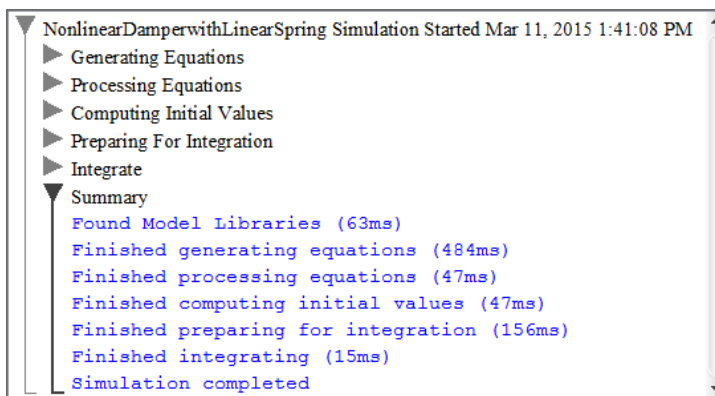 NonlinearDamperwithLinearSpring Simulation Started Mar 11, 2015 1:41:08 PM
Generating Equations
Processing Equations
Computing Initial Values
Preparing For Integration
Integrate
Summary
Found Model Libraries (63ms)
Finished generating equations (484ms)
Finished processing equations (47ms)
Finished computing initial values (47ms)
Finished preparing for integration (156ms)
Finished integrating (15ms)
Simulation completed